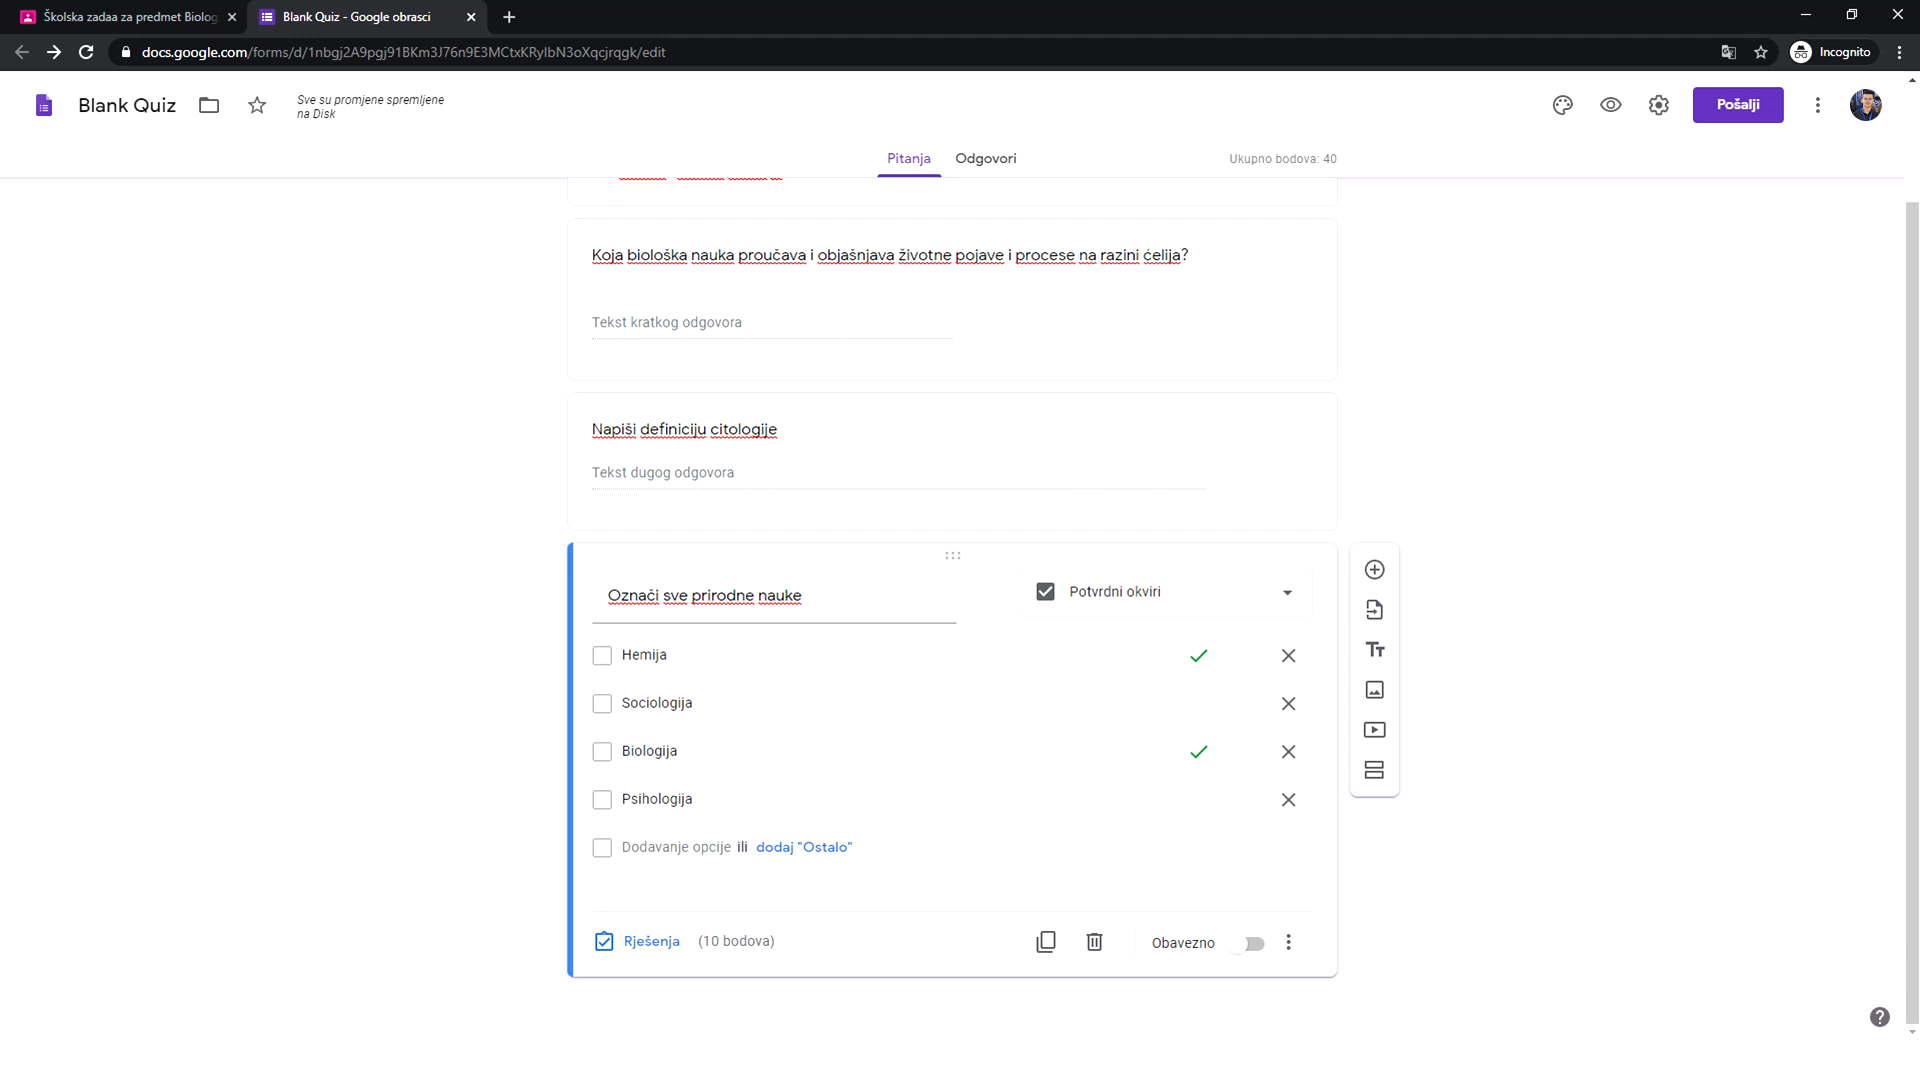 Školska zadaa za predmet Biolog
Blank Quiz - Google obrasci
docs.google.com/forms/d/1nbgj2A9pgj91BKm3J76n9E3MCtxKRyIbN3oXqcjrqgk/edit
Incognito
Blank Quiz
Sve su promjene spremljene
na Disk
Pošalji
Pitanja
Odgovori
Ukupno bodova: 40
Koja biološka nauka proučava i objašnjava životne pojave i procese na razini ćelija?
Tekst kratkog odgovora
Napiši definiciju citologije
Tekst dugog odgovora
Označi sve prirodne nauke
Potvrdni okviri
Hemija
Sociologija
Biologija
Psihologija
Dodavanje opcije ili dodaj "Ostalo"
Rješenja (10 bodova)
Obavezno